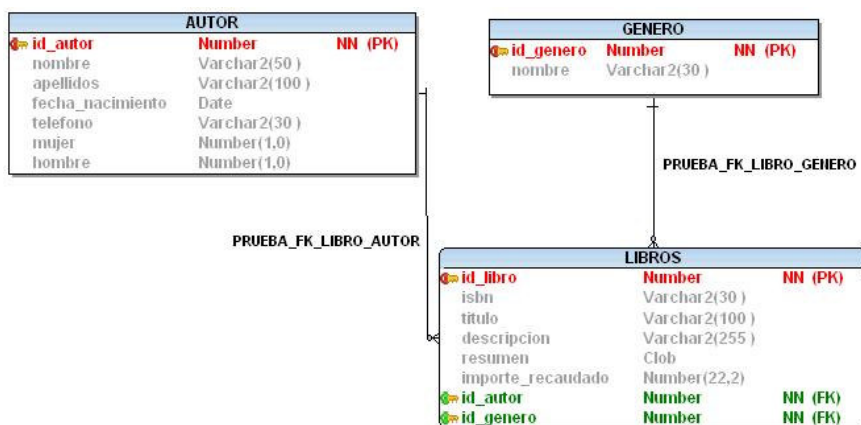 AUTOR
id_autor Number NN (PK)
nombre Varchar2(50 )
apellidos Varchar2(100 )
fecha_nacimiento Date
telefono Varchar2(30 )
mujer Number(1,0)
hombre Number(1,0)
GENERO
id_genero Number NN (PK)
nombre Varchar2(30 )
PRUEBA_FK_LIBRO_GENERO
PRUEBA_FK_LIBRO_AUTOR
LIBROS
id_libro Number NN (PK)
isbn Varchar2(30 )
titulo Varchar2(100 )
descripcion Varchar2(255 )
resumen Clob
importe_recaudado Number(22,2)
id_autor Number NN (FK)
id_genero Number NN (FK)